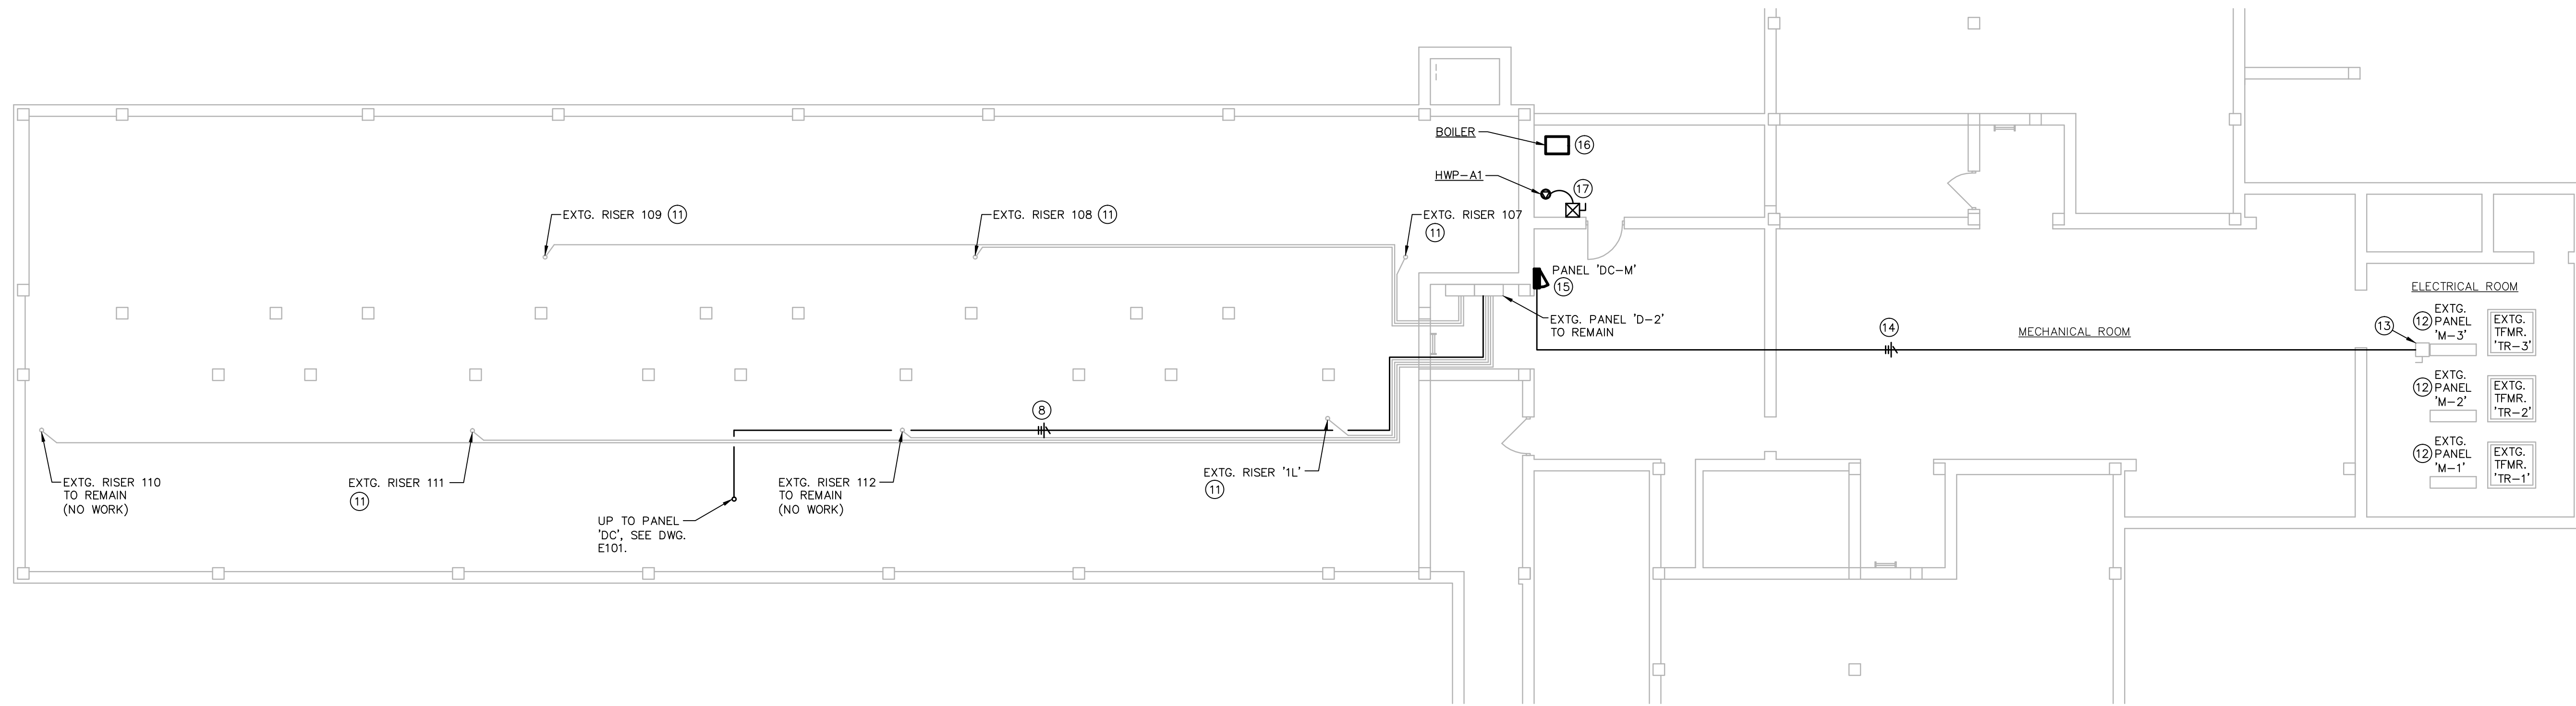 BOILER
16
HWP-A1
17
EXTG. RISER 109 11
EXTG. RISER 108 11
EXTG. RISER 107
11
PANEL 'DC-M'
15
EXTG. PANEL 'D-2'
TO REMAIN
14
MECHANICAL ROOM
13
ELECTRICAL ROOM
12
EXTG.
PANEL
'M-3'
EXTG.
TFMR.
'TR-3'
12
EXTG.
PANEL
'M-2'
EXTG.
TFMR.
'TR-2'
12
EXTG.
PANEL
'M-1'
EXTG.
TFMR.
'TR-1'
8
EXTG. RISER 110
TO REMAIN
(NO WORK)
EXTG. RISER 111
11
UP TO PANEL
'DC', SEE DWG.
E101.
EXTG. RISER 112
TO REMAIN
(NO WORK)
EXTG. RISER '1L'
11